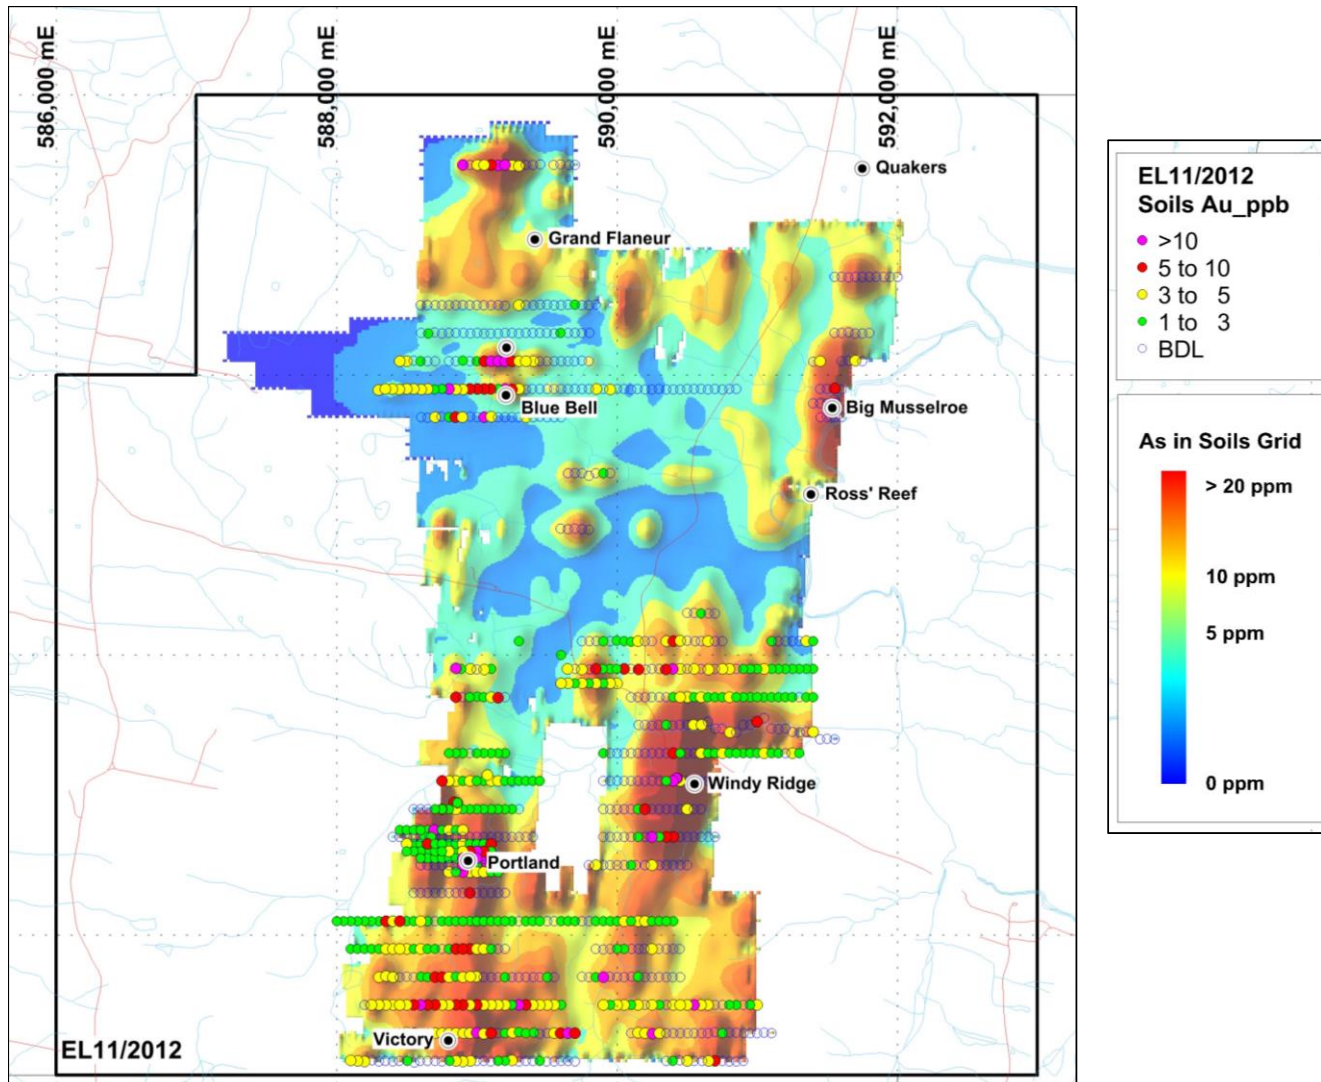 586,000 mE
588,000 mE
590,000 mE
592,000 mE
Quakers
Grand Flaneur
Blue Bell
Big Musselroe
Ross' Reef
Windy Ridge
Portland
Victory
EL11/2012
EL11/2012
Soils Au_ppb
>10
5 to 10
3 to 5
1 to 3
BDL
As in Soils Grid
> 20 ppm
10 ppm
5 ppm
0 ppm